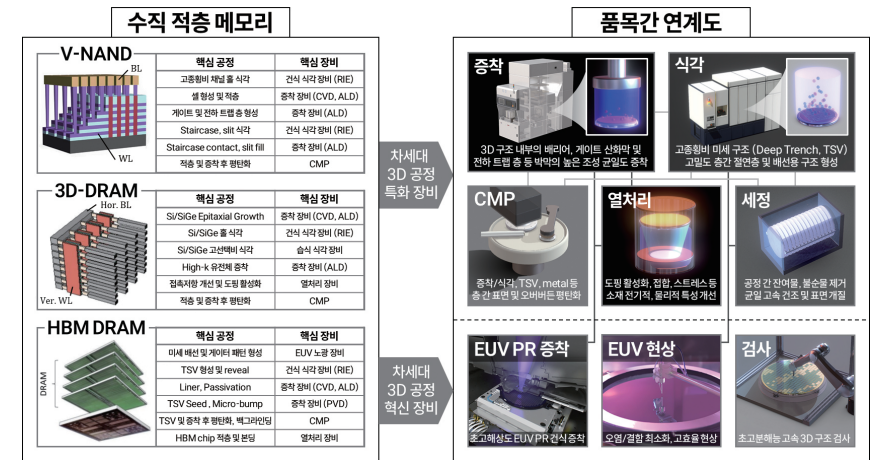 수직 적층 메모리
V-NAND
BL
WL
핵심 공정 핵심 장비
고종횡비 채널 홀 식각 건식 식각 장비 (RIE)
셀 형성 및 적층 증착 장비 (CVD, ALD)
게이트 및 전하 트랩 층 형성 증착 장비 (ALD)
Staircase, slit 식각 건식 식각 장비 (RIE)
Staircase contact, slit fill 증착 장비 (ALD)
적층 및 증착 후 평탄화 CMP
3D-DRAM
Hor. BL
Ver. WL
핵심 공정 핵심 장비
Si/SiGe Epitaxial Growth 증착 장비 (CVD, ALD)
Si/SiGe 홀 식각 건식 식각 장비 (RIE)
Si/SiGe 고선택비 식각 습식 식각 장비
High-k 유전체 증착 증착 장비 (ALD)
접촉저항 개선 및 도핑 활성화 열처리 장비
적층 및 증착 후 평탄화 CMP
HBM DRAM
DRAM
핵심 공정 핵심 장비
미세 배선 및 게이터 패턴 형성 EUV 노광 장비
TSV 형성 및 reveal 건식 식각 장비 (RIE)
Liner, Passivation 증착 장비 (CVD, ALD)
TSV Seed , Micro-bump 증착 장비 (PVD)
TSV 및 증착 후 평탄화, 백그라인딩 CMP
HBM chip 적층 및 본딩 열처리 장비
차세대
3D 공정
특화 장비
차세대
3D 공정
혁신 장비
품목간 연계도
증착
3D 구조 내부의 배리어, 게이트 산화막 및
전하 트랩 층 등 박막의 높은 조성 균일도 증착
식각
고종횡비 미세 구조 (Deep Trench, TSV)
고밀도 층간 절연층 및 배선용 구조 형성
CMP
증착/식각, TSV, metal 등
층 간 표면 및 오버버든 평탄화
열처리
도핑 활성화, 접합, 스트레스 등
소재 전기적, 물리적 특성 개선
세정
공정 간 잔여물, 불순물 제거
균일 고속 건조 및 표면 개질
EUV PR 증착
초고해상도 EUV PR 건식 증착
EUV 현상
오염/결함 최소화, 고효율 현상
검사
초고분해능 고속 3D 구조 검사